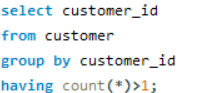 select customer_id
from customer
group by customer_id
having count(*)>1;